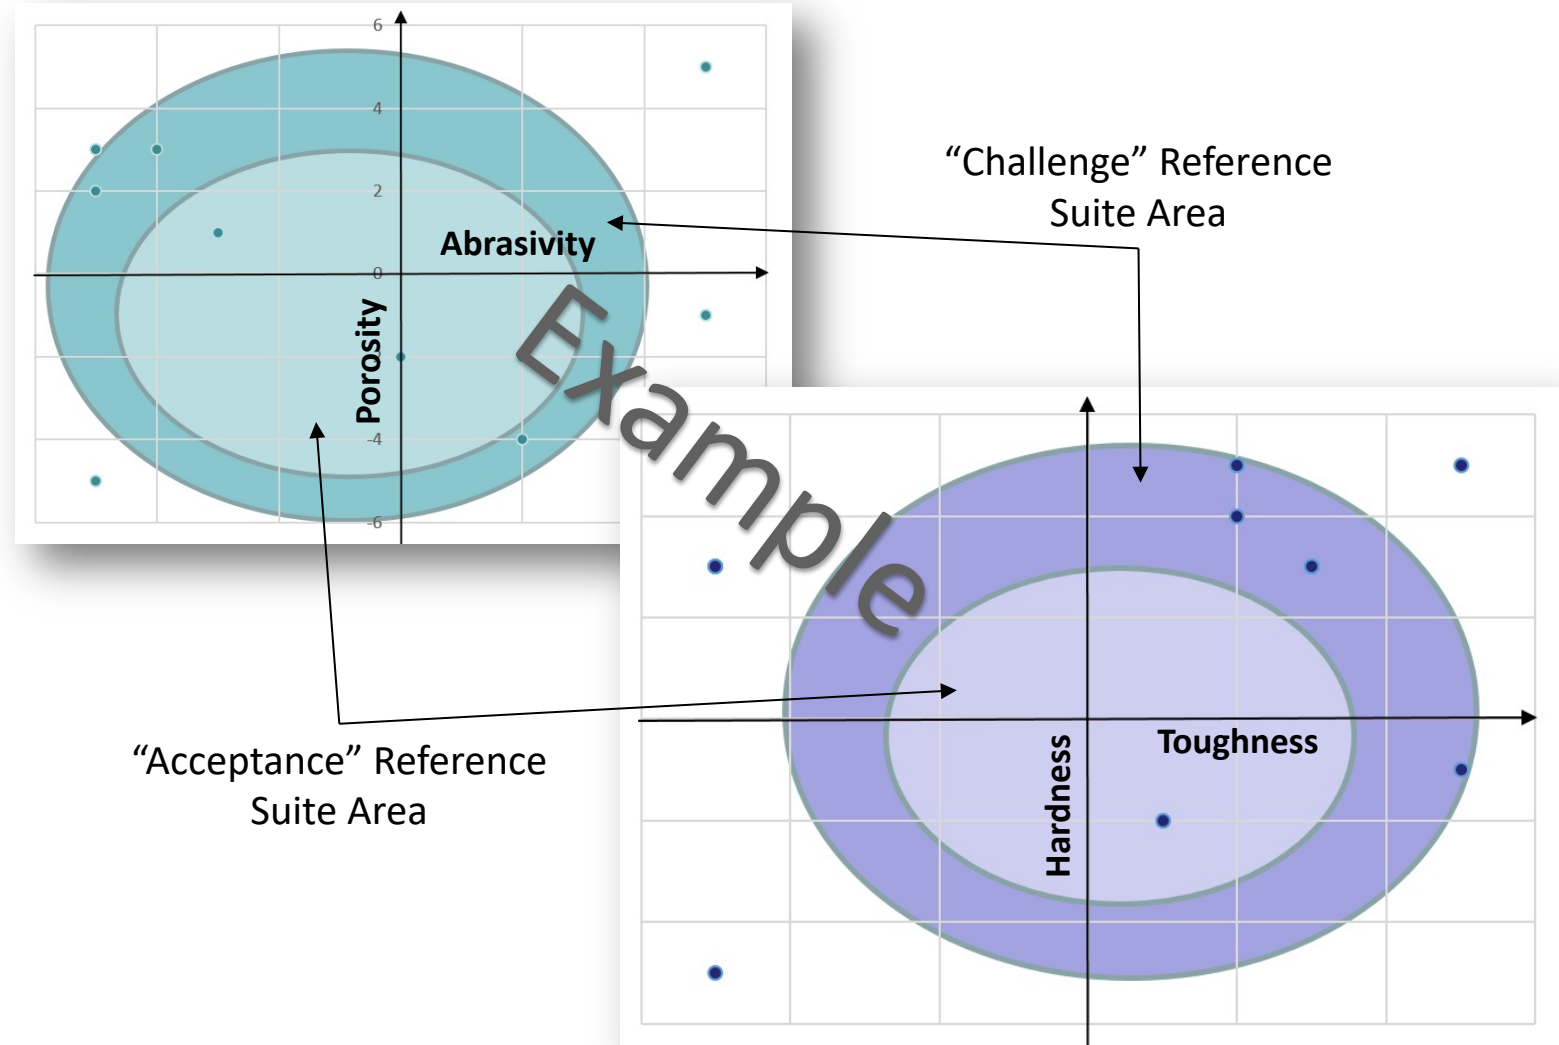 6
4
2
0
-4
-6
Abrasivity
Porosity
“Challenge” Reference
Suite Area
Example
“Acceptance” Reference
Suite Area
Toughness
Hardness